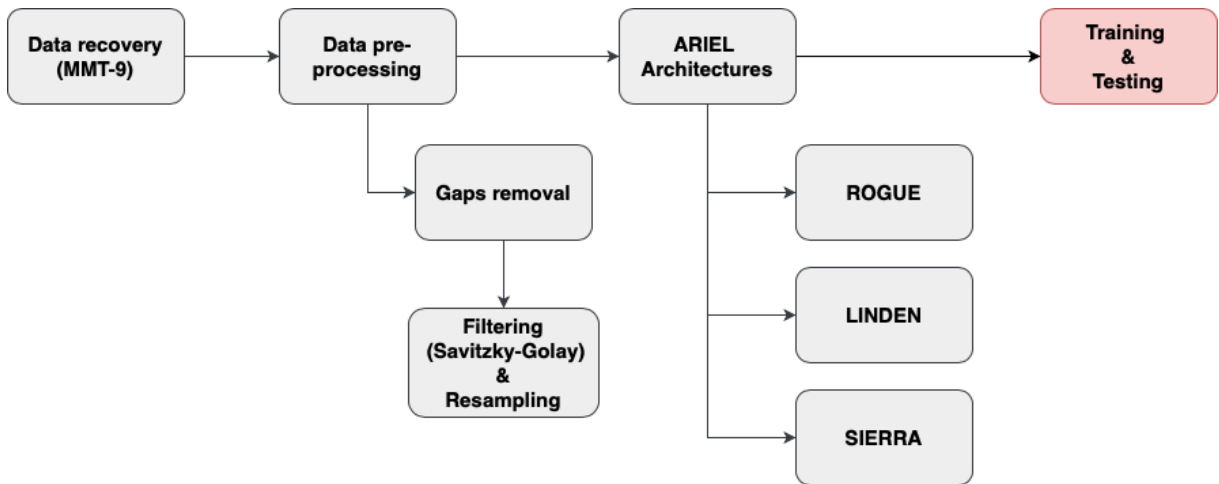 Data recovery
(MMT-9)
Data pre-
processing
ARIEL
Architectures
Training
&
Testing
Gaps removal
ROGUE
LINDEN
Filtering
(Savitzky-Golay)
&
Resampling
SIERRA